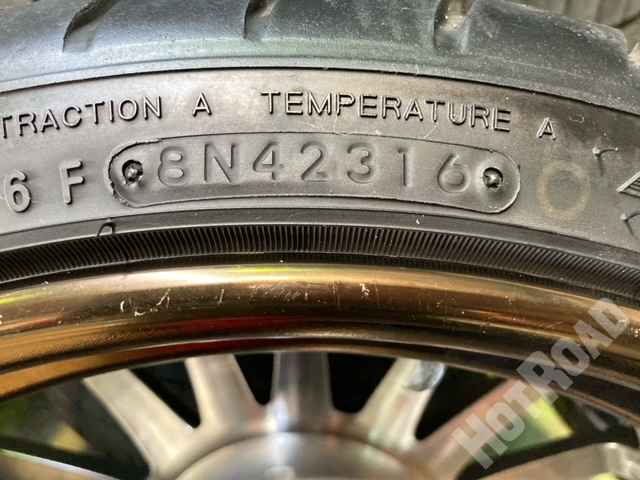 TRACTION A TEMPERATURE A
6 F 8N42316
HOTROAD